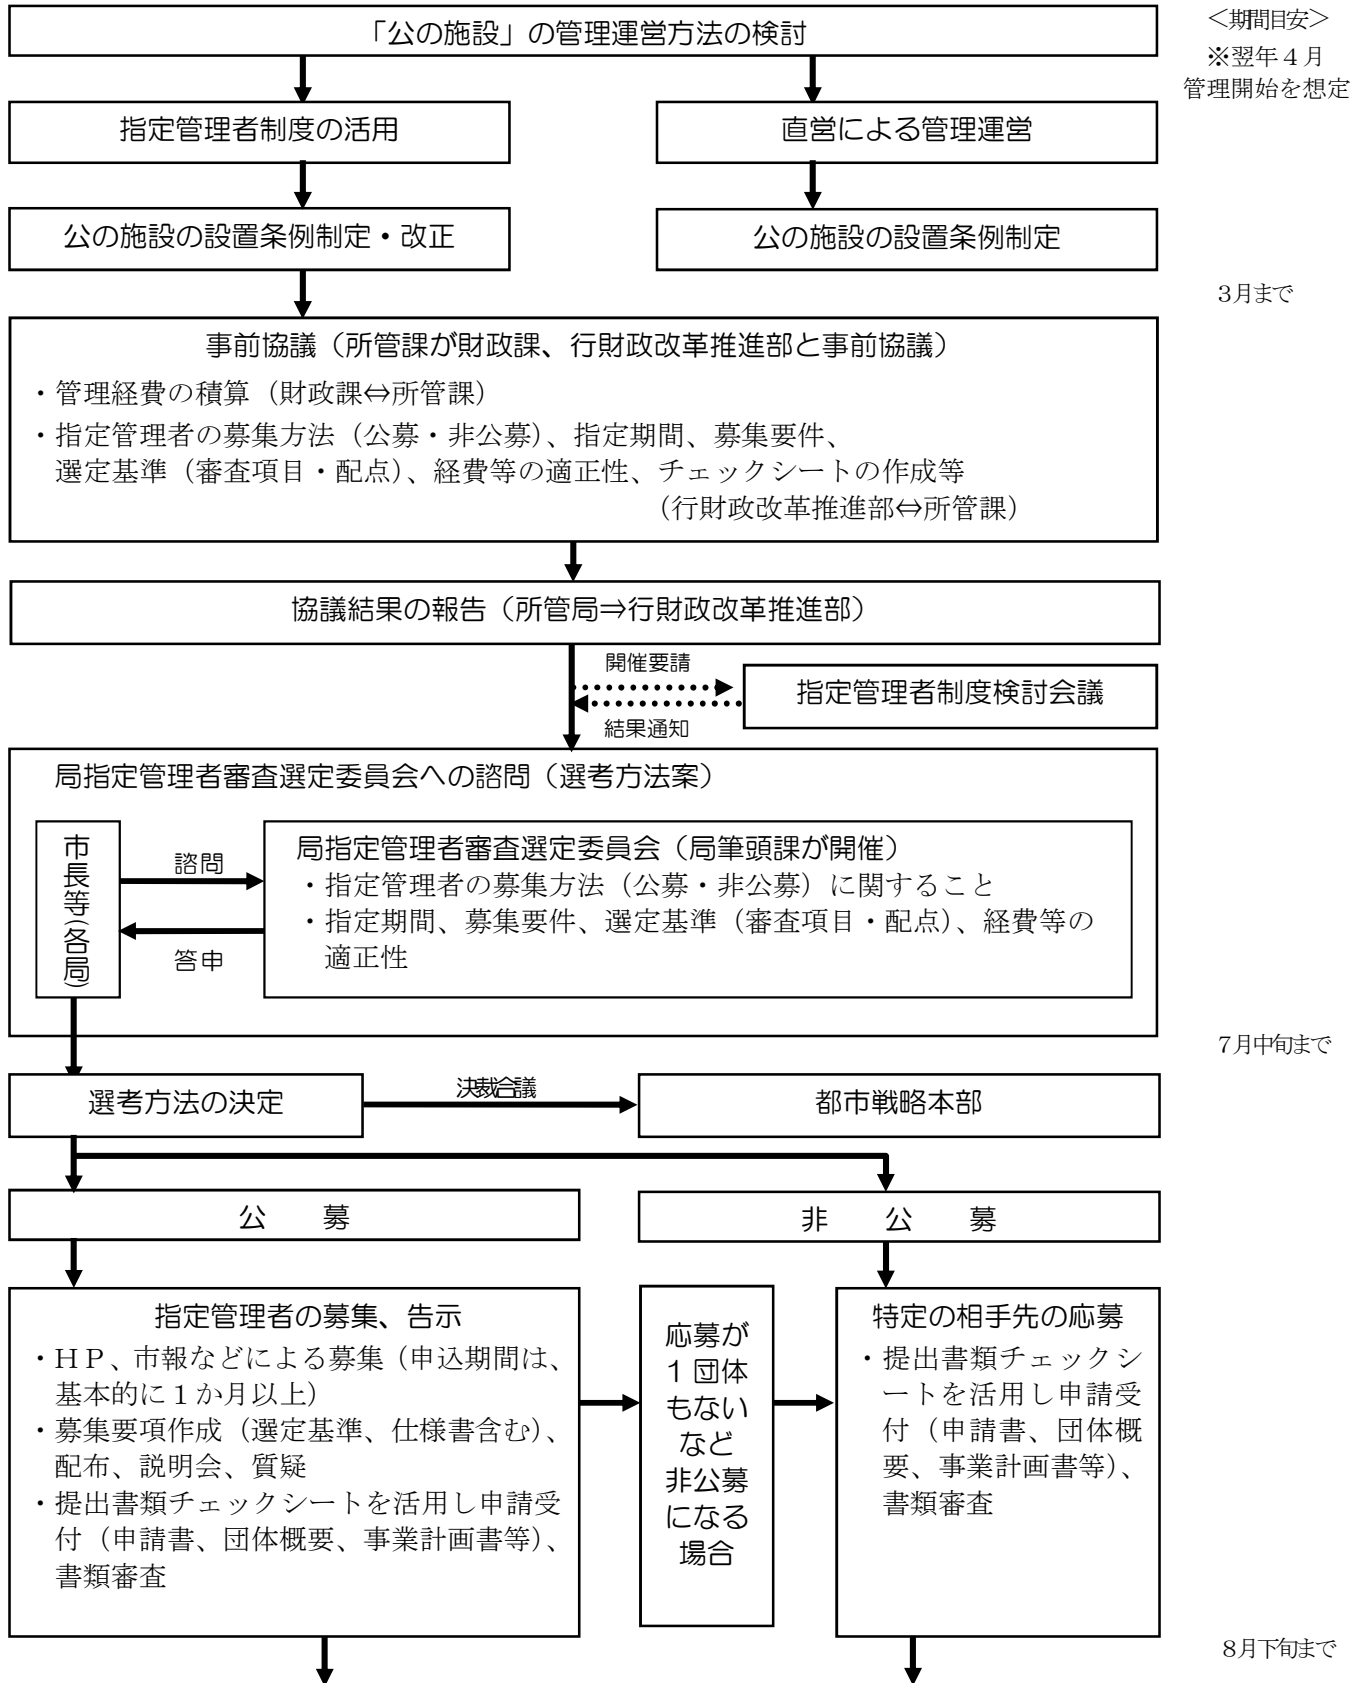 「公の施設」の管理運営方法の検討
＜期間目安＞
※翌年４月
管理開始を想定
指定管理者制度の活用
直営による管理運営
公の施設の設置条例制定・改正
公の施設の設置条例制定
3月まで
事前協議（所管課が財政課、行財政改革推進部と事前協議）
・管理経費の積算（財政課⇔所管課）
・指定管理者の募集方法（公募・非公募）、指定期間、募集要件、
選定基準（審査項目・配点）、経費等の適正性、チェックシートの作成等
（行財政改革推進部⇔所管課）
協議結果の報告（所管局⇒行財政改革推進部）
開催要請
指定管理者制度検討会議
結果通知
局指定管理者審査選定委員会への諮問（選考方法案）
市長等（各局）
諮問
答申
局指定管理者審査選定委員会（局筆頭課が開催）
・指定管理者の募集方法（公募・非公募）に関すること
・指定期間、募集要件、選定基準（審査項目・配点）、経費等の
適正性
7月中旬まで
選考方法の決定
決裁合議
都市戦略本部
公　募
非　公　募
指定管理者の募集、告示
・ＨＰ、市報などによる募集（申込期間は、
基本的に１か月以上）
・募集要項作成（選定基準、仕様書含む）、
配布、説明会、質疑
・提出書類チェックシートを活用し申請受
付（申請書、団体概要、事業計画書等）、
書類審査
応募が
１団体
もない
など
非公募
になる
場合
特定の相手先の応募
・提出書類チェックシ
ートを活用し申請受
付（申請書、団体概
要、事業計画書等）、
書類審査
8月下旬まで